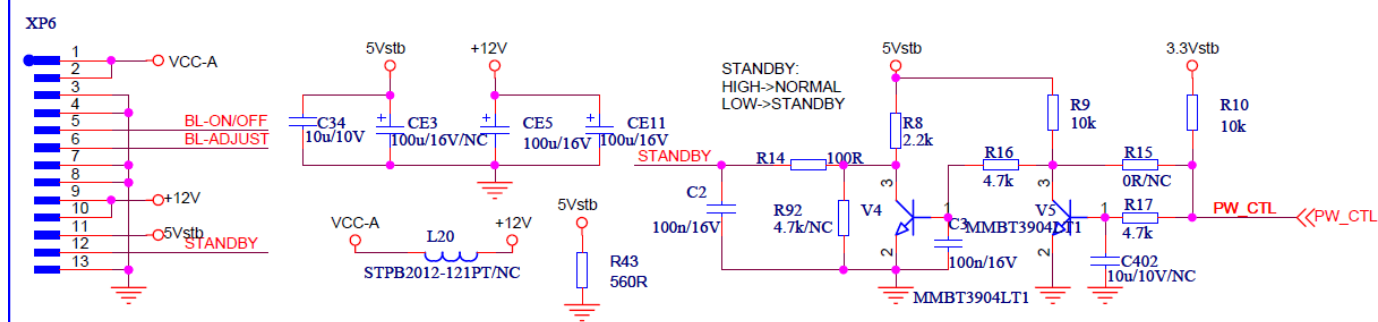 XP6
1
2
3
4
5
6
7
8
9
10
11
12
13
VCC-A
BL-ON/OFF
BL-ADJUST
+12V
5Vstb
STANDBY
5Vstb
+12V
C34
10u/10V
CE3
100u/16V/NC
CE5
100u/16V
CE11
100u/16V
VCC-A
+12V
L20
STPB2012-121PT/NC
5Vstb
R43
560R
STANDBY:
HIGH->NORMAL
LOW->STANDBY
STANDBY
5Vstb
3.3Vstb
R8
2.2k
R9
10k
R10
10k
R14
100R
R16
4.7k
R15
0R/NC
C2
100n/16V
R92
4.7k/NC
3
V4
1
2
MMBT3904LT1
C3
100n/16V
3
V5
1
2
MMBT3904LT1
R17
4.7k
C402
10u/10V/NC
PW_CTL
PW_CTL